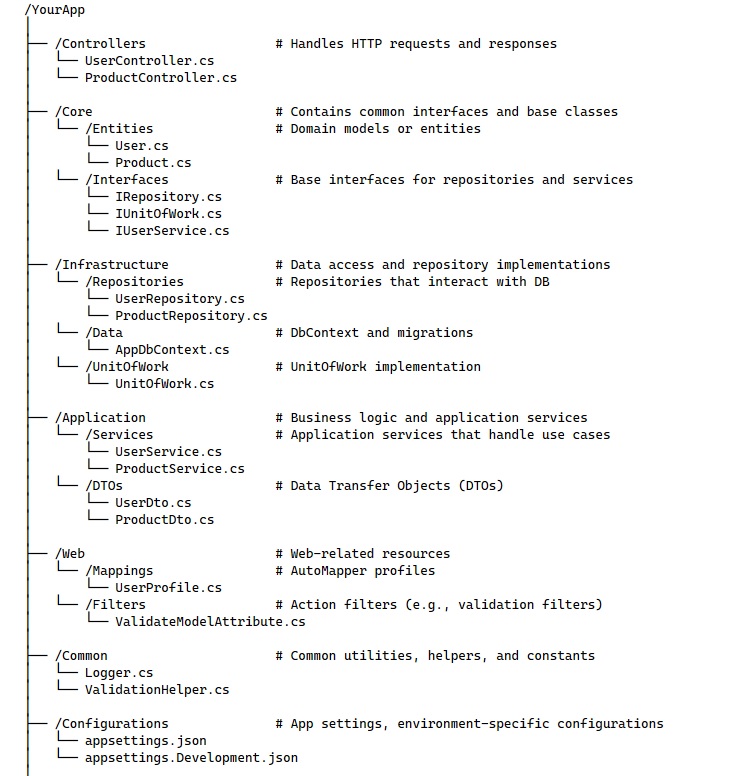 /YourApp
│
├── /Controllers                 # Handles HTTP requests and responses
│   └── UserController.cs
│   └── ProductController.cs
│
├── /Core                        # Contains common interfaces and base classes
│   └── /Entities                # Domain models or entities
│       └── User.cs
│       └── Product.cs
│   └── /Interfaces              # Base interfaces for repositories and services
│       └── IRepository.cs
│       └── IUnitOfWork.cs
│       └── IUserService.cs
│
├── /Infrastructure              # Data access and repository implementations
│   └── /Repositories            # Repositories that interact with DB
│       └── UserRepository.cs
│       └── ProductRepository.cs
│   └── /Data                    # DbContext and migrations
│       └── AppDbContext.cs
│   └── /UnitOfWork              # UnitOfWork implementation
│       └── UnitOfWork.cs
│
├── /Application                 # Business logic and application services
│   └── /Services                # Application services that handle use cases
│       └── UserService.cs
│       └── ProductService.cs
│   └── /DTOs                    # Data Transfer Objects (DTOs)
│       └── UserDto.cs
│       └── ProductDto.cs
│
├── /Web                         # Web-related resources
│   └── /Mappings                # AutoMapper profiles
│       └── UserProfile.cs
│   └── /Filters                 # Action filters (e.g., validation filters)
│       └── ValidateModelAttribute.cs
│
├── /Common                      # Common utilities, helpers, and constants
│   └── Logger.cs
│   └── ValidationHelper.cs
│
├── /Configurations              # App settings, environment-specific configurations
│   └── appsettings.json
│   └── appsettings.Development.json
│